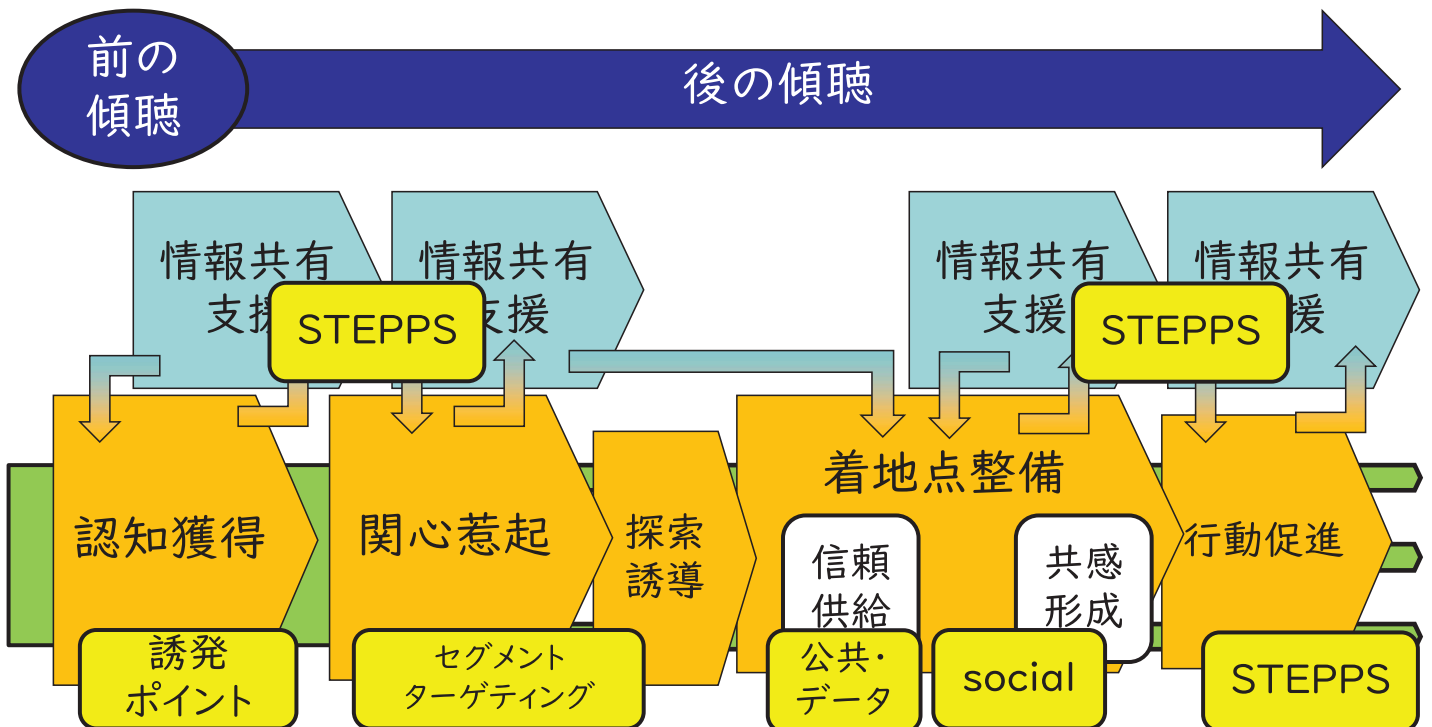 前の
傾聴
後の傾聴
情報共有
支援
情報共有
支援
情報共有
支援
情報共有
援
STEPPS
STEPPS
認知獲得
関心惹起
探索
誘導
着地点整備
信頼
供給
共感
形成
行動促進
誘発
ポイント
セグメント
ターゲティング
公共・
データ
social
STEPPS